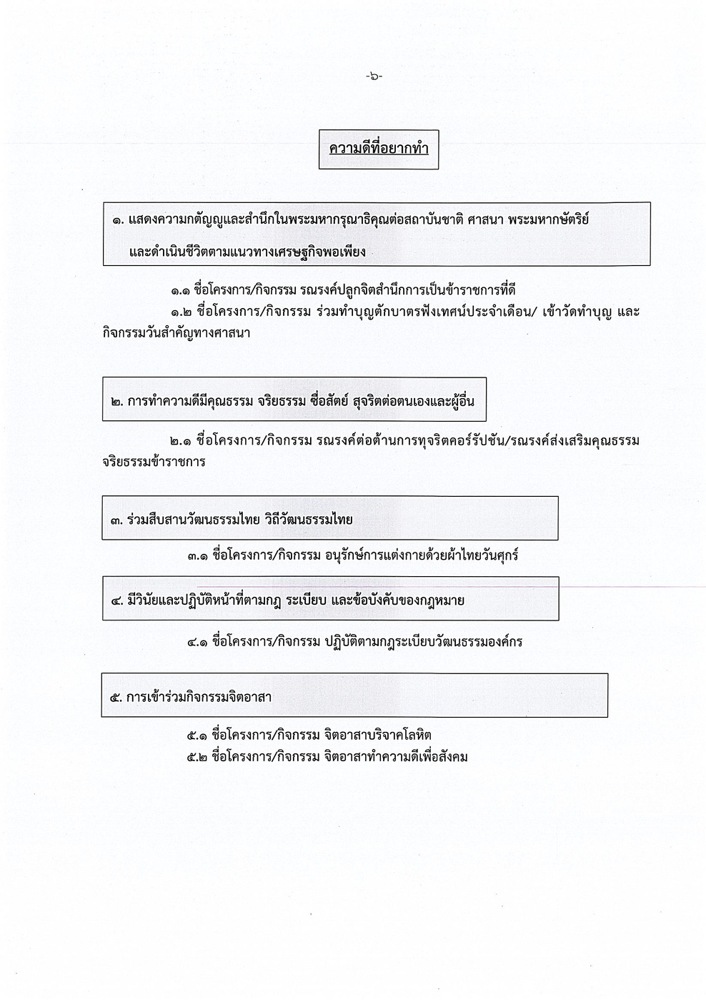 -๖-
ความดีที่อยากทำ
๑. แสดงความกตัญญูและสำนึกในพระมหากรุณาธิคุณต่อสถาบันชาติ ศาสนา พระมหากษัตริย์
และดำเนินชีวิตตามแนวทางเศรษฐกิจพอเพียง
๑.๑ ชื่อโครงการ/กิจกรรม รณรงค์ปลูกจิตสำนึกการเป็นข้าราชการที่ดี
๑.๒ ชื่อโครงการ/กิจกรรม ร่วมทำบุญตักบาตรฟังเทศน์ประจำเดือน/ เข้าวัดทำบุญ และ
กิจกรรมวันสำคัญทางศาสนา
๒. การทำความดีมีคุณธรรม จริยธรรม ซื่อสัตย์ สุจริตต่อตนเองและผู้อื่น
๒.๑ ชื่อโครงการ/กิจกรรม รณรงค์ต่อต้านการทุจริตคอร์รัปชัน/รณรงค์ส่งเสริมคุณธรรม
จริยธรรมข้าราชการ
๓. ร่วมสืบสานวัฒนธรรมไทย วิถีวัฒนธรรมไทย
๓.๑ ชื่อโครงการ/กิจกรรม อนุรักษ์การแต่งกายด้วยผ้าไทยวันศุกร์
๔. มีวินัยและปฏิบัติหน้าที่ตามกฎ ระเบียบ และข้อบังคับของกฎหมาย
๔.๑ ชื่อโครงการ/กิจกรรม ปฏิบัติตามกฎระเบียบวัฒนธรรมองค์กร
๕. การเข้าร่วมกิจกรรมจิตอาสา
๕.๑ ชื่อโครงการ/กิจกรรม จิตอาสาบริจาคโลหิต
๕.๒ ชื่อโครงการ/กิจกรรม จิตอาสาทำความดีเพื่อสังคม